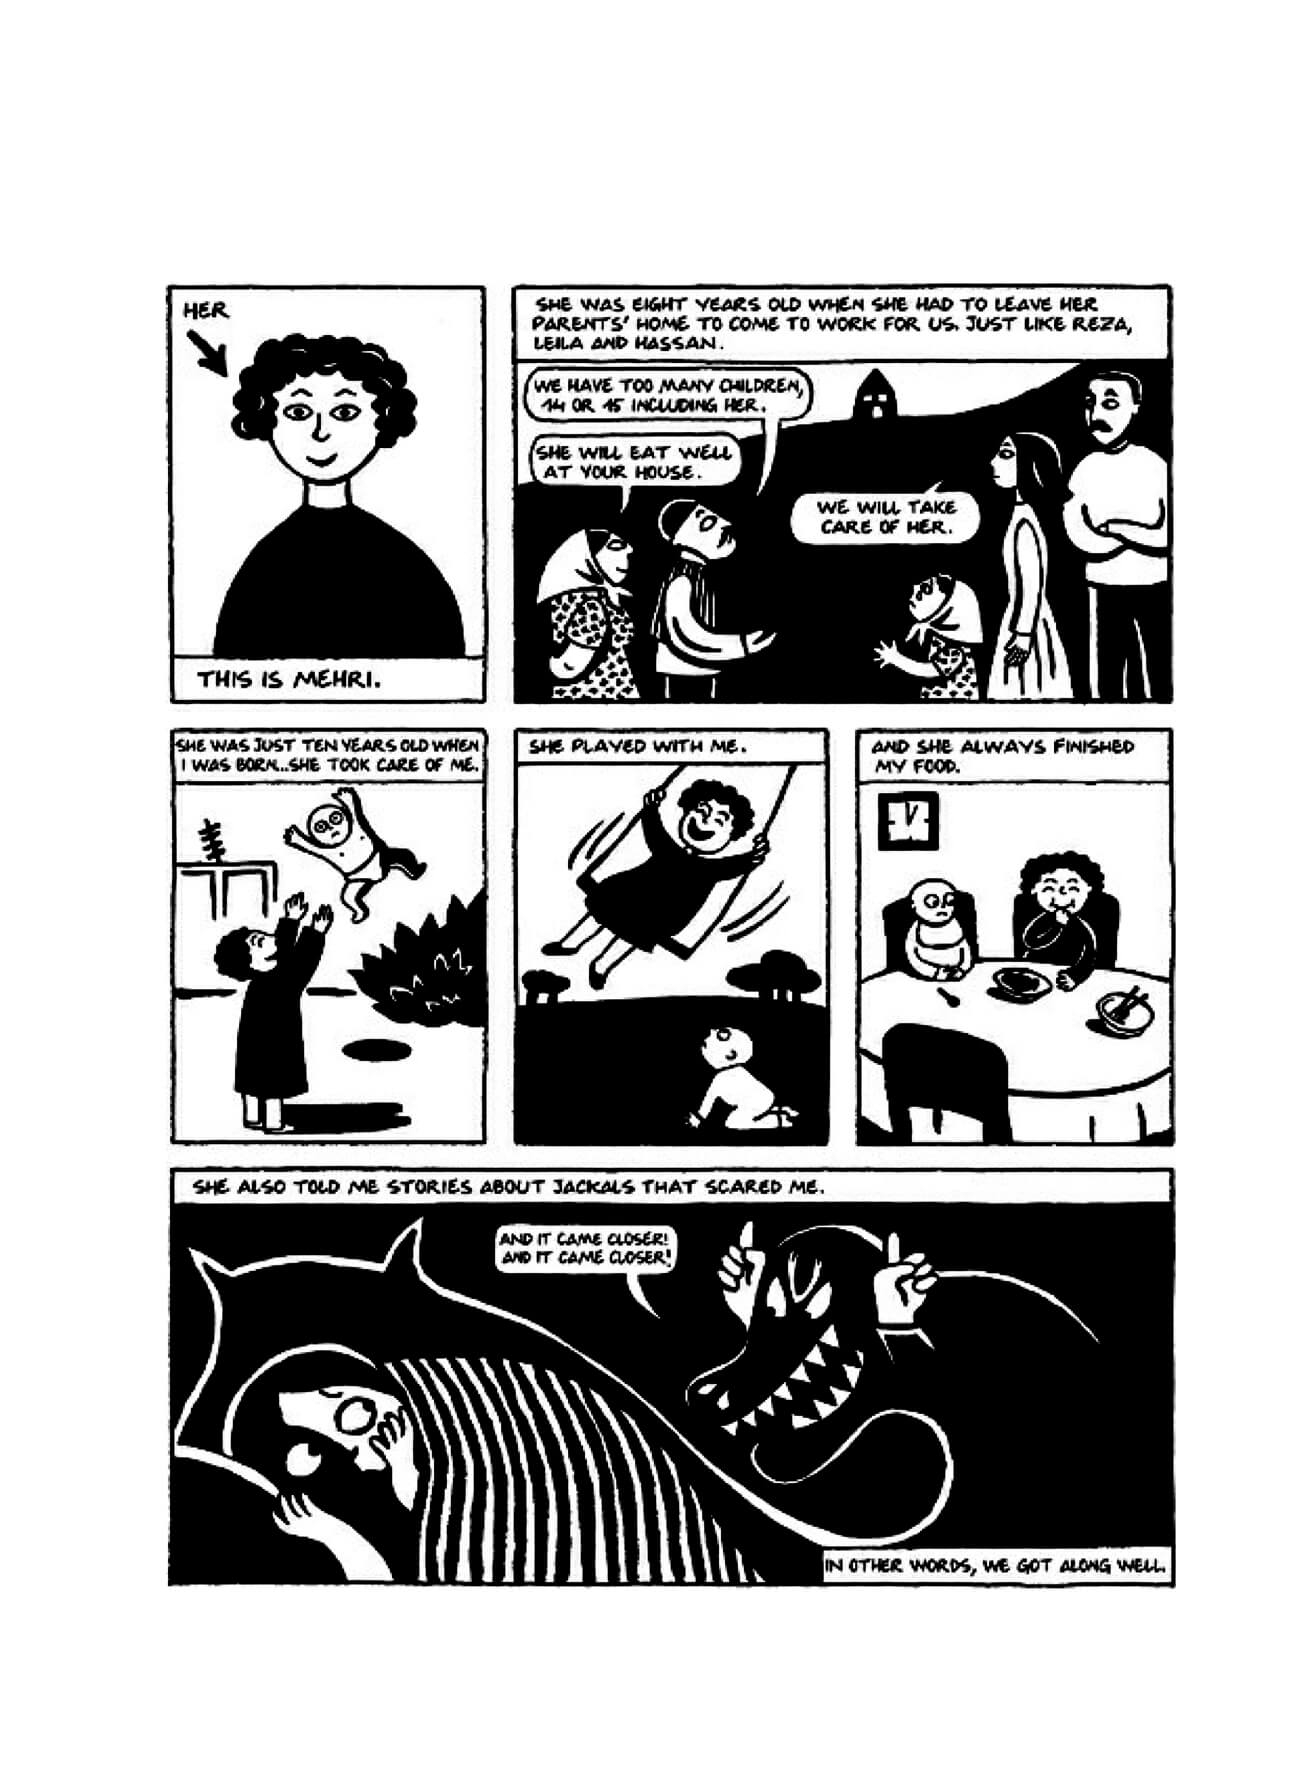 HER
THIS IS MEHRI.
SHE WAS EIGHT YEARS OLD WHEN SHE HAD TO LEAVE HER
PARENTS' HOME TO COME TO WORK FOR US. JUST LIKE REZA,
LEILA AND HASSAN.
WE HAVE TOO MANY CHILDREN,
14 OR 15 INCLUDING HER.
SHE WILL EAT WELL
AT YOUR HOUSE.
WE WILL TAKE
CARE OF HER.
SHE WAS JUST TEN YEARS OLD WHEN
I WAS BORN...SHE TOOK CARE OF ME.
SHE PLAYED WITH ME.
AND SHE ALWAYS FINISHED
MY FOOD.
SHE ALSO TOLD ME STORIES ABOUT JACKALS THAT SCARED ME.
AND IT CAME CLOSER!
AND IT CAME CLOSER!
IN OTHER WORDS, WE GOT ALONG WELL.